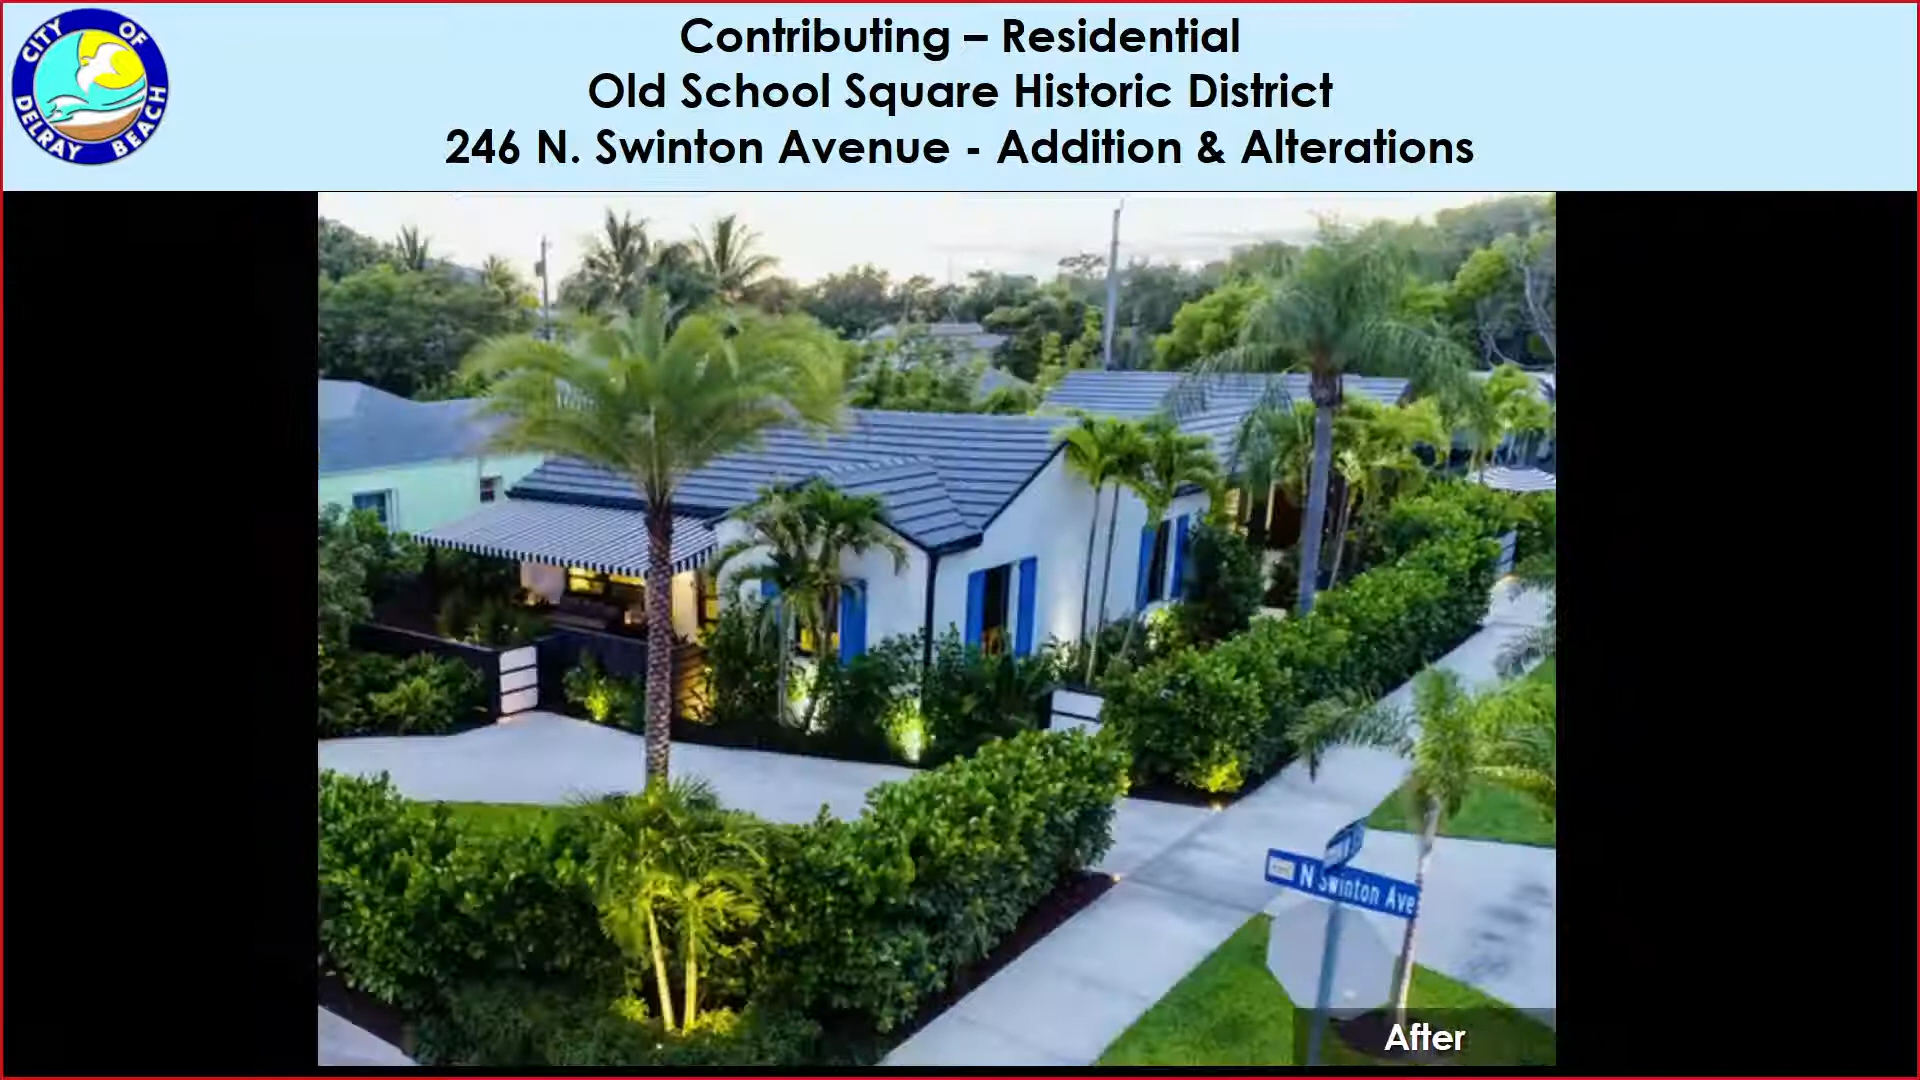 CITY OF
DELRAY BEACH
Contributing – Residential
Old School Square Historic District
246 N. Swinton Avenue - Addition & Alterations
N Swinton Ave
After